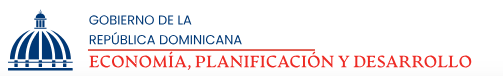 GOBIERNO DE LA
REPÚBLICA DOMINICANA
ECONOMÍA, PLANIFICACIÓN Y DESARROLLO